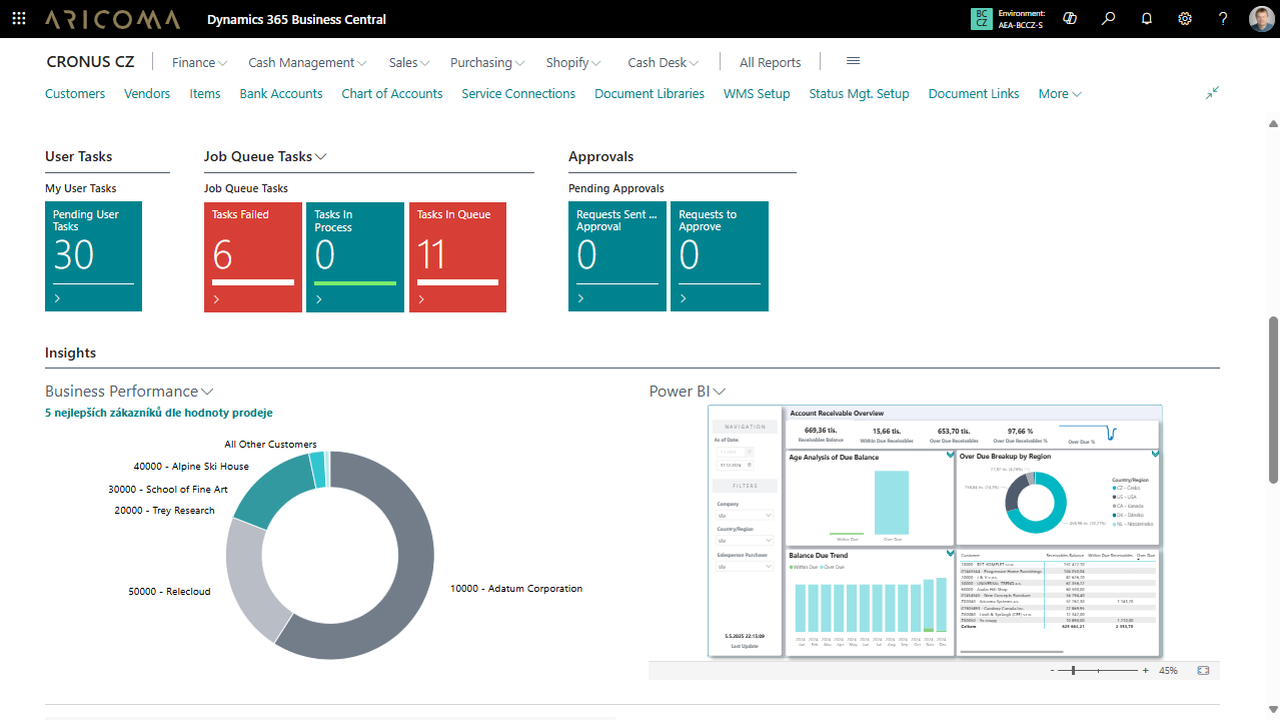 ARICOMA
Dynamics 365 Business Central
BC
CZ
Environment:
AEA-BCCZ-S
?
CRONUS CZ
Finance
Cash Management
Sales
Purchasing
Shopify
Cash Desk
All Reports
Customers
Vendors
Items
Bank Accounts
Chart of Accounts
Service Connections
Document Libraries
WMS Setup
Status Mgt. Setup
Document Links
More
User Tasks
Job Queue Tasks
Approvals
My User Tasks
Job Queue Tasks
Pending Approvals
Pending User
Tasks
30
Tasks Failed
6
Tasks In
Process
0
Tasks In Queue
11
Requests Sent ...
Approval
0
Requests to
Approve
0
Insights
Business Performance
5 nejlepších zákazníků dle hodnoty prodeje
All Other Customers
40000 - Alpine Ski House
30000 - School of Fine Art
20000 - Trey Research
50000 - Relecloud
10000 - Adatum Corporation
Power BI
NAVIGATION
As of Date
FILTERS
Company
Vše
Country/Region
Vše
Salesperson Purchaser
Vše
5.5.2025 22:15:09
Last Update
Account Receivable Overview
669,36 tis.
Receivables Balance
15,66 tis.
Within Due Receivables
653,70 tis.
Over Due Receivables
97,66 %
Over Due Receivables %
Over Due %
Age Analysis of Due Balance
Within Due
Over Due
Over Due Breakup by Region
Country/Region
CZ - Česko
US - USA
CA - Kanada
DK - Dánsko
NL - Nizozemsko
Balance Due Trend
Within Due
Over Due
Customer
Receivables Balance
Within Due Receivables
Over Due
Celkem
- + 45%